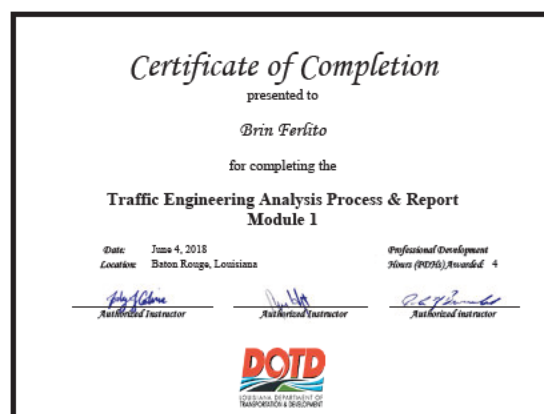 Certificate of Completion
presented to
Brin Ferlito
for completing the
Traffic Engineering Analysis Process & Report
Module 1
Date: June 4, 2018
Professional Development
Location: Baton Rouge, Louisiana
Hours (PDHs) Awarded 4
Authorized Instructor
Authorized Instructor
Authorized instructor
DOTD
LOUISIANA DEPARTMENT OF
TRANSPORTATION & DEVELOPMENT